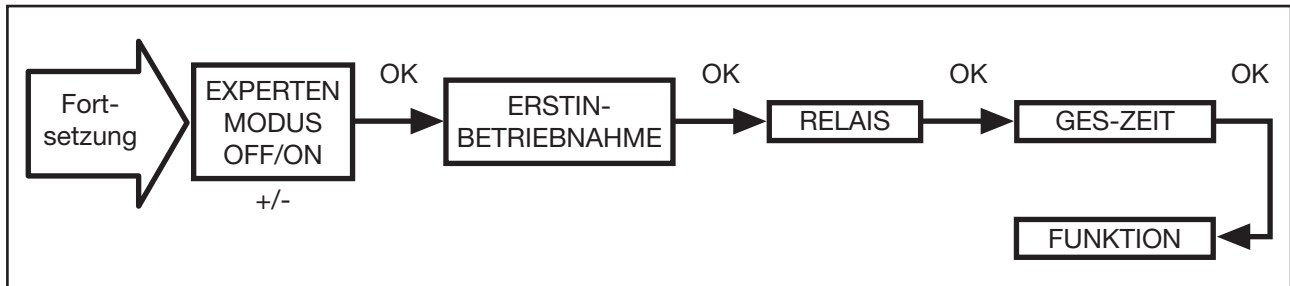 Fort-
setzung
EXPERTEN
MODUS
OFF/ON
+/-
OK
ERSTIN-
BETRIEBNAHME
OK
RELAIS
OK
GES-ZEIT
OK
FUNKTION